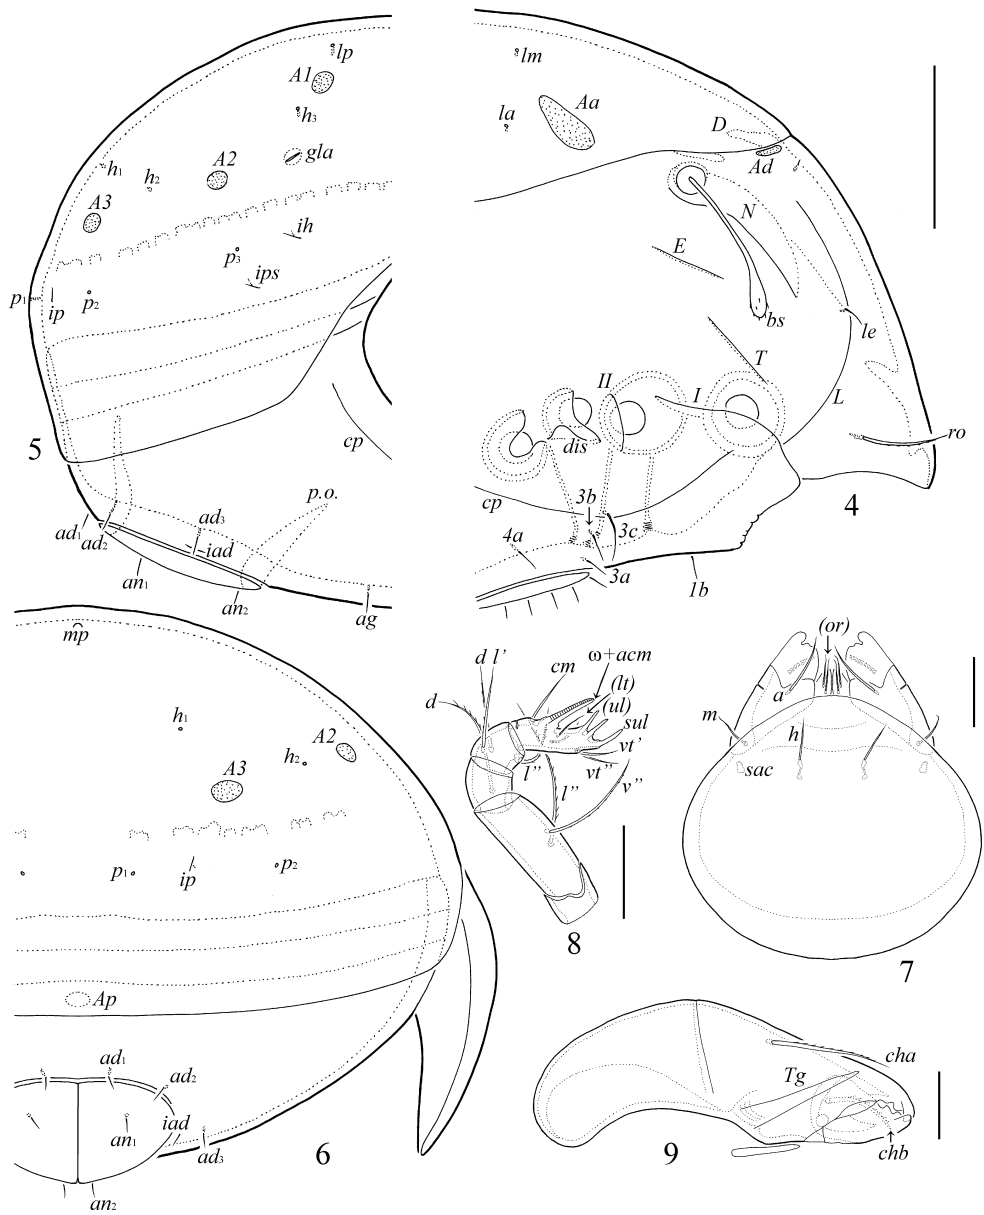 lp
A1
h3
gla
h1
h2
A2
A3
ih
p3
ips
p1
ip
p2
5
cp
p.o.
ad1
ad2
ad3
iad
an1
an2
ag
lm
Aa
la
D
Ad
N
E
bs
le
T
L
II
I
dis
ro
cp
3b
4
3c
4a
3a
1b
mp
h1
h2
A2
A3
p1
ip
p2
Ap
ad1
ad2
iad
an1
ad3
6
an2
d l’
cm
ω+acm
(lt)
d
(ul)
sul
vt’
l”
vt”
l”
v”
8
(or)
a
m
h
sac
7
cha
Tg
chb
9